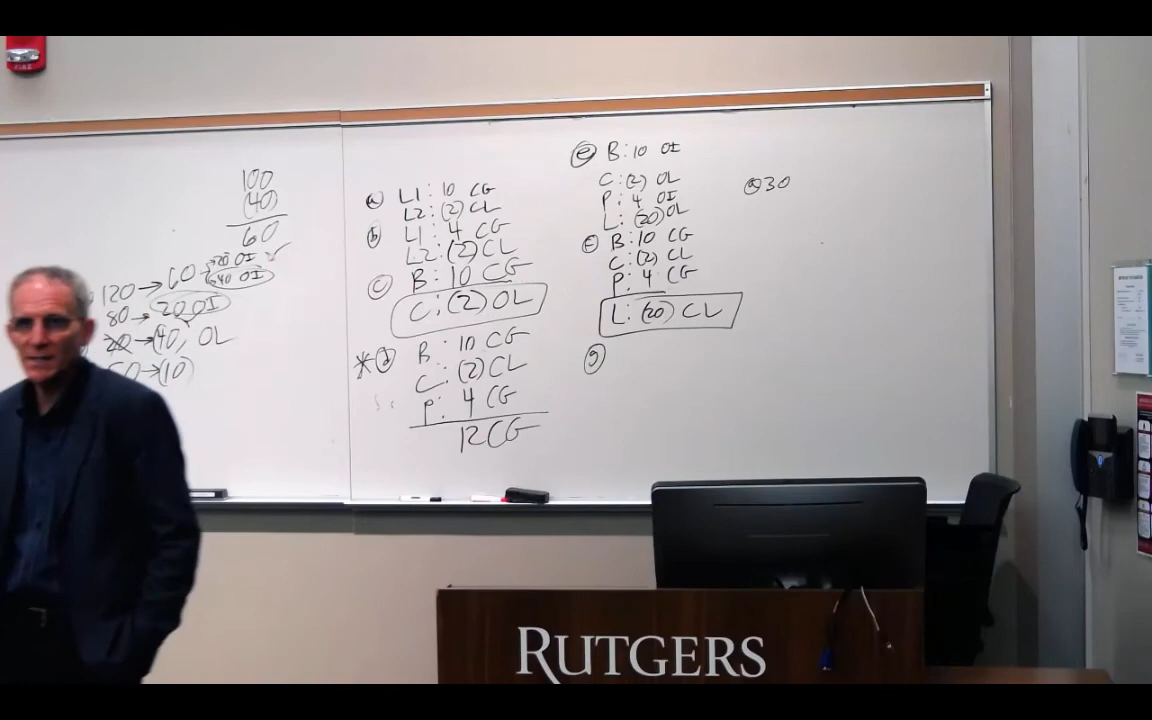 100
(40)
60
120 → 60 → 20 OI ✓
40 OI
80 → 20 OI
20 → (40, OL
50 → (10)
ⓐ L1: 10 CG
L2: (2) CL
ⓑ L1: 4 CG
L2: (2) CL
ⓒ B: 10 CG
C: (2) OL
* ⓓ B: 10 CG
C: (2) CL
P: 4 CG
12 CG
ⓔ B: 10 OI
C: (2) OL
P: 4 OI
L: (20) OL
ⓕ B: 10 CG
C: (2) CL
P: 4 CG
L: (20) CL
ⓖ
ⓐ 30
RUTGERS